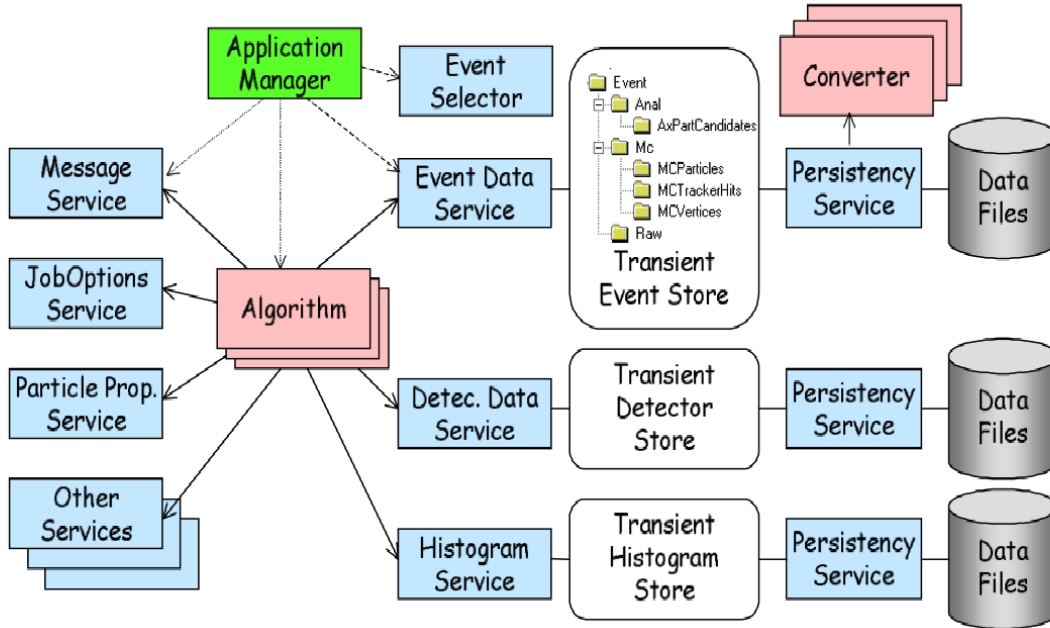 Application
Manager
Event
Selector
Event
Anal
AxPartCandidates
Mc
MCParticles
MCTrackerHits
MCVertices
Raw
Transient
Event Store
Converter
Message
Service
Event Data
Service
Persistency
Service
Data
Files
JobOptions
Service
Algorithm
Particle Prop.
Service
Detec. Data
Service
Transient
Detector
Store
Persistency
Service
Data
Files
Other
Services
Histogram
Service
Transient
Histogram
Store
Persistency
Service
Data
Files